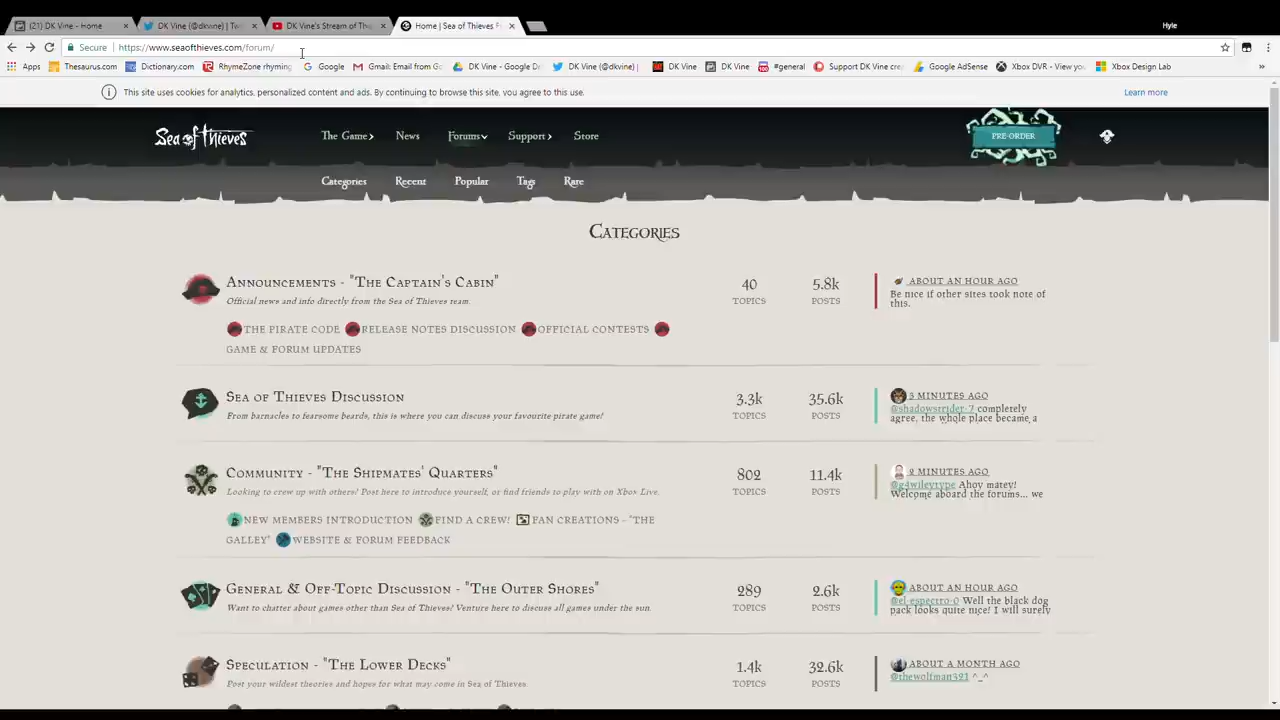 (21) DK Vine - Home
DK Vine (@dkvine) | Tw
DK Vine's Stream of Thi
Home | Sea of Thieves F
Hyle
Secure
https://www.seaofthieves.com/forum/
Apps
Thesaurus.com
Dictionary.com
RhymeZone rhyming
Google
Gmail: Email from Go
DK Vine - Google Dr
DK Vine (@dkvine) |
DK Vine
DK Vine
#general
Support DK Vine cre
Google AdSense
Xbox DVR - View you
Xbox Design Lab
»
This site uses cookies for analytics, personalized content and ads. By continuing to browse this site, you agree to this use.
Learn more
Sea of Thieves
The Game
News
Forums
Support
Store
PRE-ORDER
Categories
Recent
Popular
Tags
Rare
CATEGORIES
ANNOUNCEMENTS - "THE CAPTAIN'S CABIN"
Official news and info directly from the Sea of Thieves team.
THE PIRATE CODE RELEASE NOTES DISCUSSION OFFICIAL CONTESTS
GAME & FORUM UPDATES
40
TOPICS
5.8k
POSTS
ABOUT AN HOUR AGO
Be nice if other sites took note of
this.
SEA OF THIEVES DISCUSSION
From barnacles to fearsome beards, this is where you can discuss your favourite pirate game!
3.3k
TOPICS
35.6k
POSTS
3 MINUTES AGO
@shadowsrider-7 complerely
agree, the whole place became a
COMMUNITY - "THE SHIPMATES' QUARTERS"
Looking to crew up with others? Post here to introduce yourself, or find friends to play with on Xbox Live.
NEW MEMBERS INTRODUCTION FIND A CREW! FAN CREATIONS - "THE
GALLEY" WEBSITE & FORUM FEEDBACK
802
TOPICS
11.4k
POSTS
2 MINUTES AGO
@g4wileytype Ahoy matey!
Welcome aboard the forums... we
GENERAL & OFF-TOPIC DISCUSSION - "THE OUTER SHORES"
Want to chatter about games other than Sea of Thieves? Venture here to discuss all games under the sun.
289
TOPICS
2.6k
POSTS
ABOUT AN HOUR AGO
@el-espectro-0 Well the black dog
pack looks quite nice! I will surely
SPECULATION - "THE LOWER DECKS"
Post your wildest theories and hopes for what may come in Sea of Thieves.
1.4k
TOPICS
32.6k
POSTS
ABOUT A MONTH AGO
@thewolfman321 ^_^